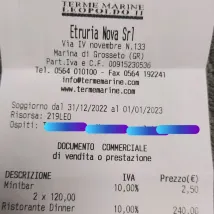 TERME MARINE
LEOPOLDO II
Etruria Nova Srl
Via IV novembre N.133
Marina di Grosseto (GR)
Part.Iva e C.F. 00915230536
Tel. 0564 010100 - Fax 0564 192241
info@termemarine.com
www.termemarine.com
Soggiorno dal 31/12/2022 al 01/01/2023
Risorsa: 219LEO
Ospiti:
DOCUMENTO COMMERCIALE
di vendita o prestazione
DESCRIZIONE IVA Prezzo(€)
Minibar 10,00% 2,50
2 x 120,00
Ristorante Dinner 10,00% 240,00